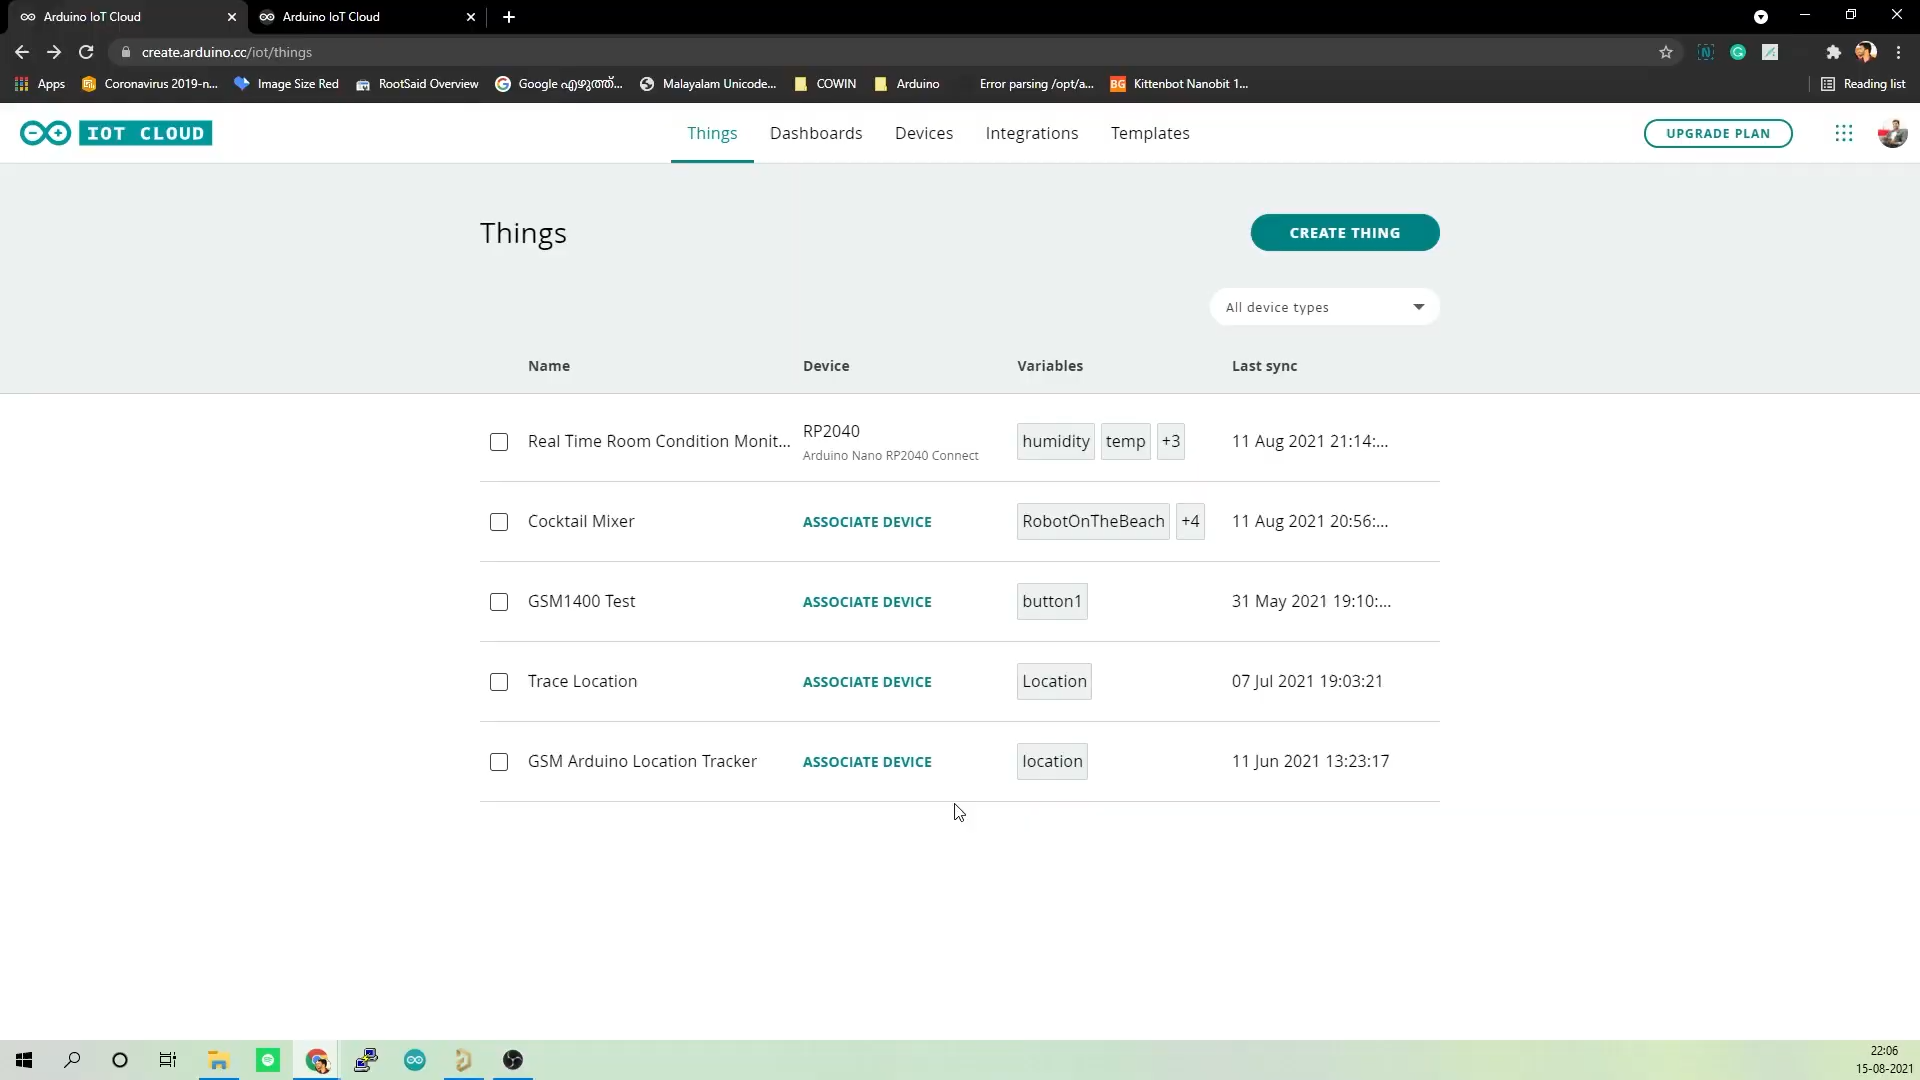 Arduino IoT Cloud
Arduino IoT Cloud
create.arduino.cc/iot/things
Apps
Coronavirus 2019-n...
Image Size Red
RootSaid Overview
Google എഴുത്ത്...
Malayalam Unicode...
COWIN
Arduino
Error parsing /opt/a...
BG
Kittenbot Nanobit 1...
Reading list
IOT CLOUD
Things
Dashboards
Devices
Integrations
Templates
UPGRADE PLAN
Things
CREATE THING
All device types
Name Device Variables Last sync
Real Time Room Condition Monit... RP2040 humidity temp +3 11 Aug 2021 21:14:...
Arduino Nano RP2040 Connect
Cocktail Mixer ASSOCIATE DEVICE RobotOnTheBeach +4 11 Aug 2021 20:56:...
GSM1400 Test ASSOCIATE DEVICE button1 31 May 2021 19:10:...
Trace Location ASSOCIATE DEVICE Location 07 Jul 2021 19:03:21
GSM Arduino Location Tracker ASSOCIATE DEVICE location 11 Jun 2021 13:23:17
22:06
15-08-2021